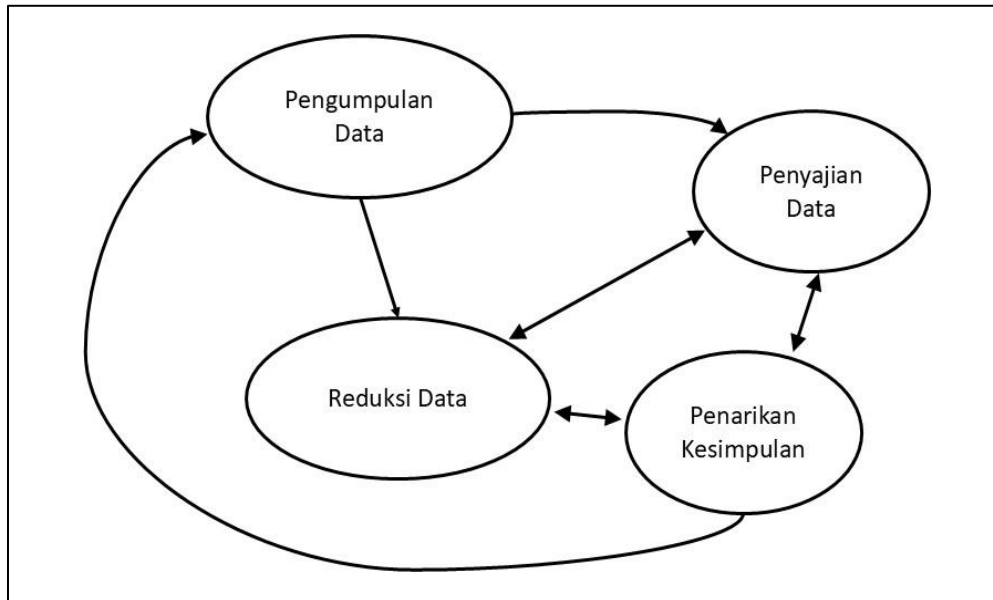 Pengumpulan
Data
Penyajian
Data
Reduksi Data
Penarikan
Kesimpulan